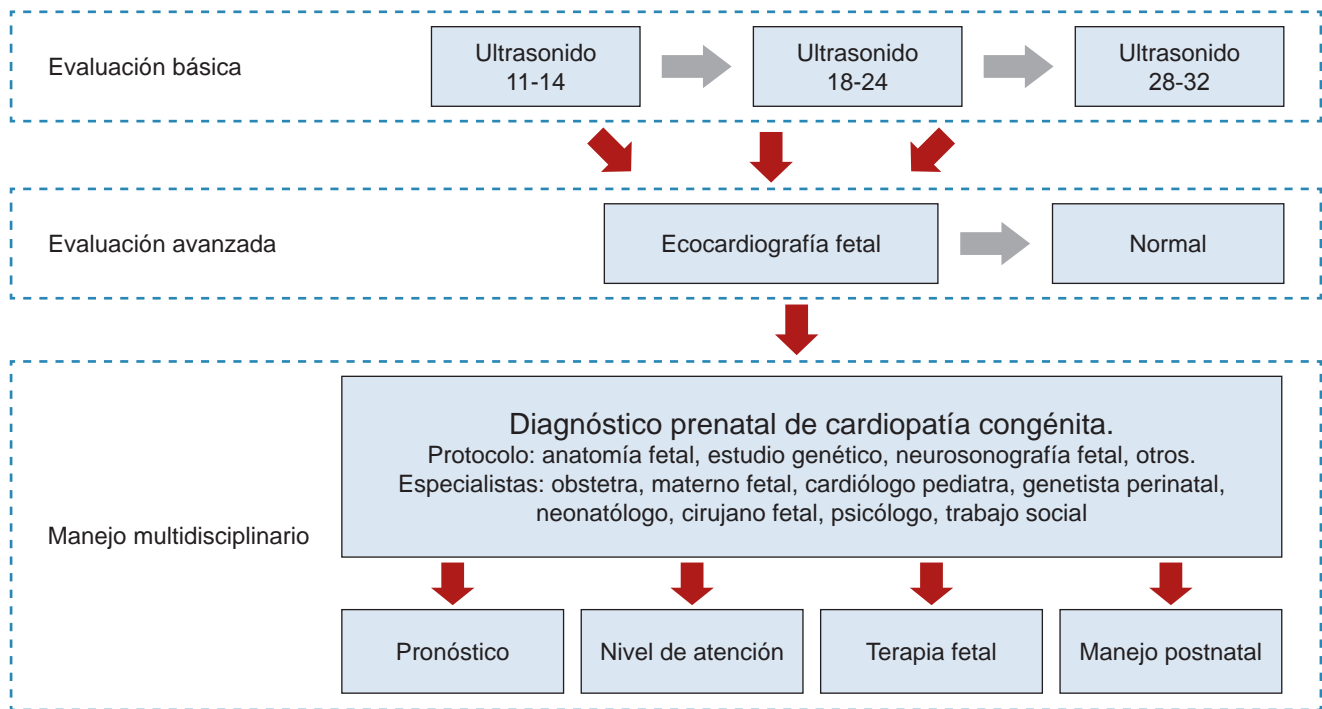 Evaluación básica
Ultrasonido
11-14
Ultrasonido
18-24
Ultrasonido
28-32
Evaluación avanzada
Ecocardiografía fetal
Normal
Manejo multidisciplinario
Diagnóstico prenatal de cardiopatía congénita.
Protocolo: anatomía fetal, estudio genético, neurosonografía fetal, otros.
Especialistas: obstetra, materno fetal, cardiólogo pediatra, genetista perinatal,
neonatólogo, cirujano fetal, psicólogo, trabajo social
Pronóstico
Nivel de atención
Terapia fetal
Manejo postnatal